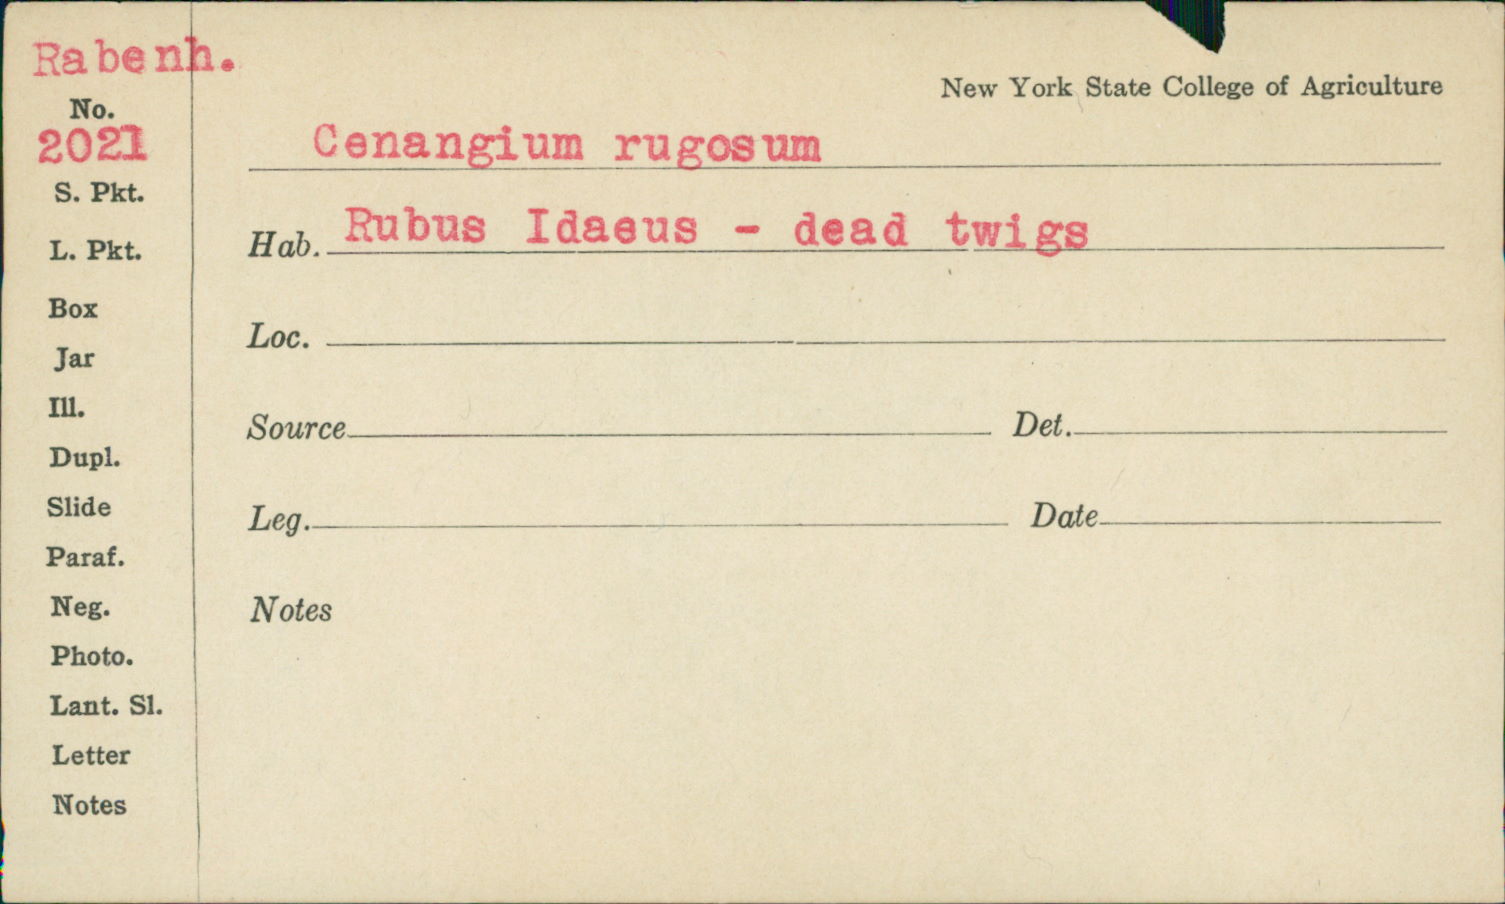 Rabenh.
New York State College of Agriculture
No.
2021
Cenangium rugosum
S. Pkt.
Hab. Rubus Idaeus - dead twigs
L. Pkt.
Box
Loc.
Jar
Ill.
Source Det.
Dupl.
Slide
Leg. Date
Paraf.
Neg.
Notes
Photo.
Lant. Sl.
Letter
Notes